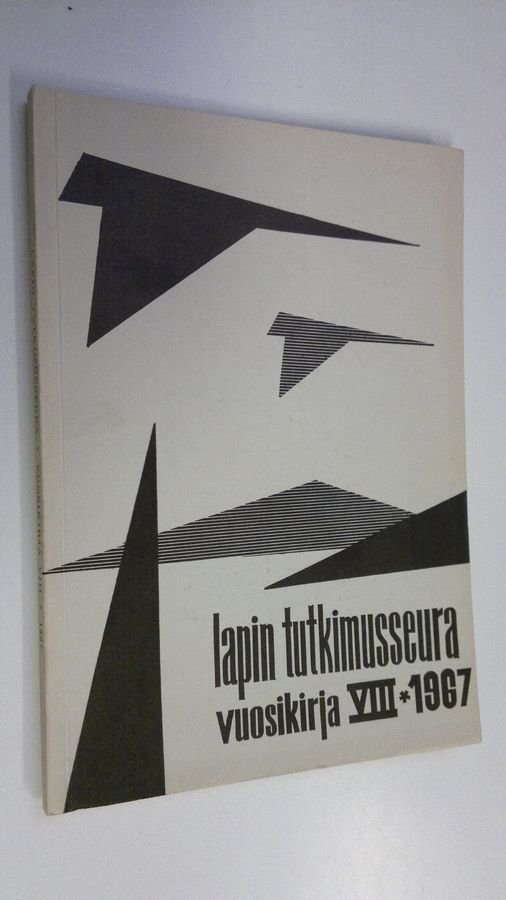 lapin tutkimusseura
vuosikirja VIII * 1967